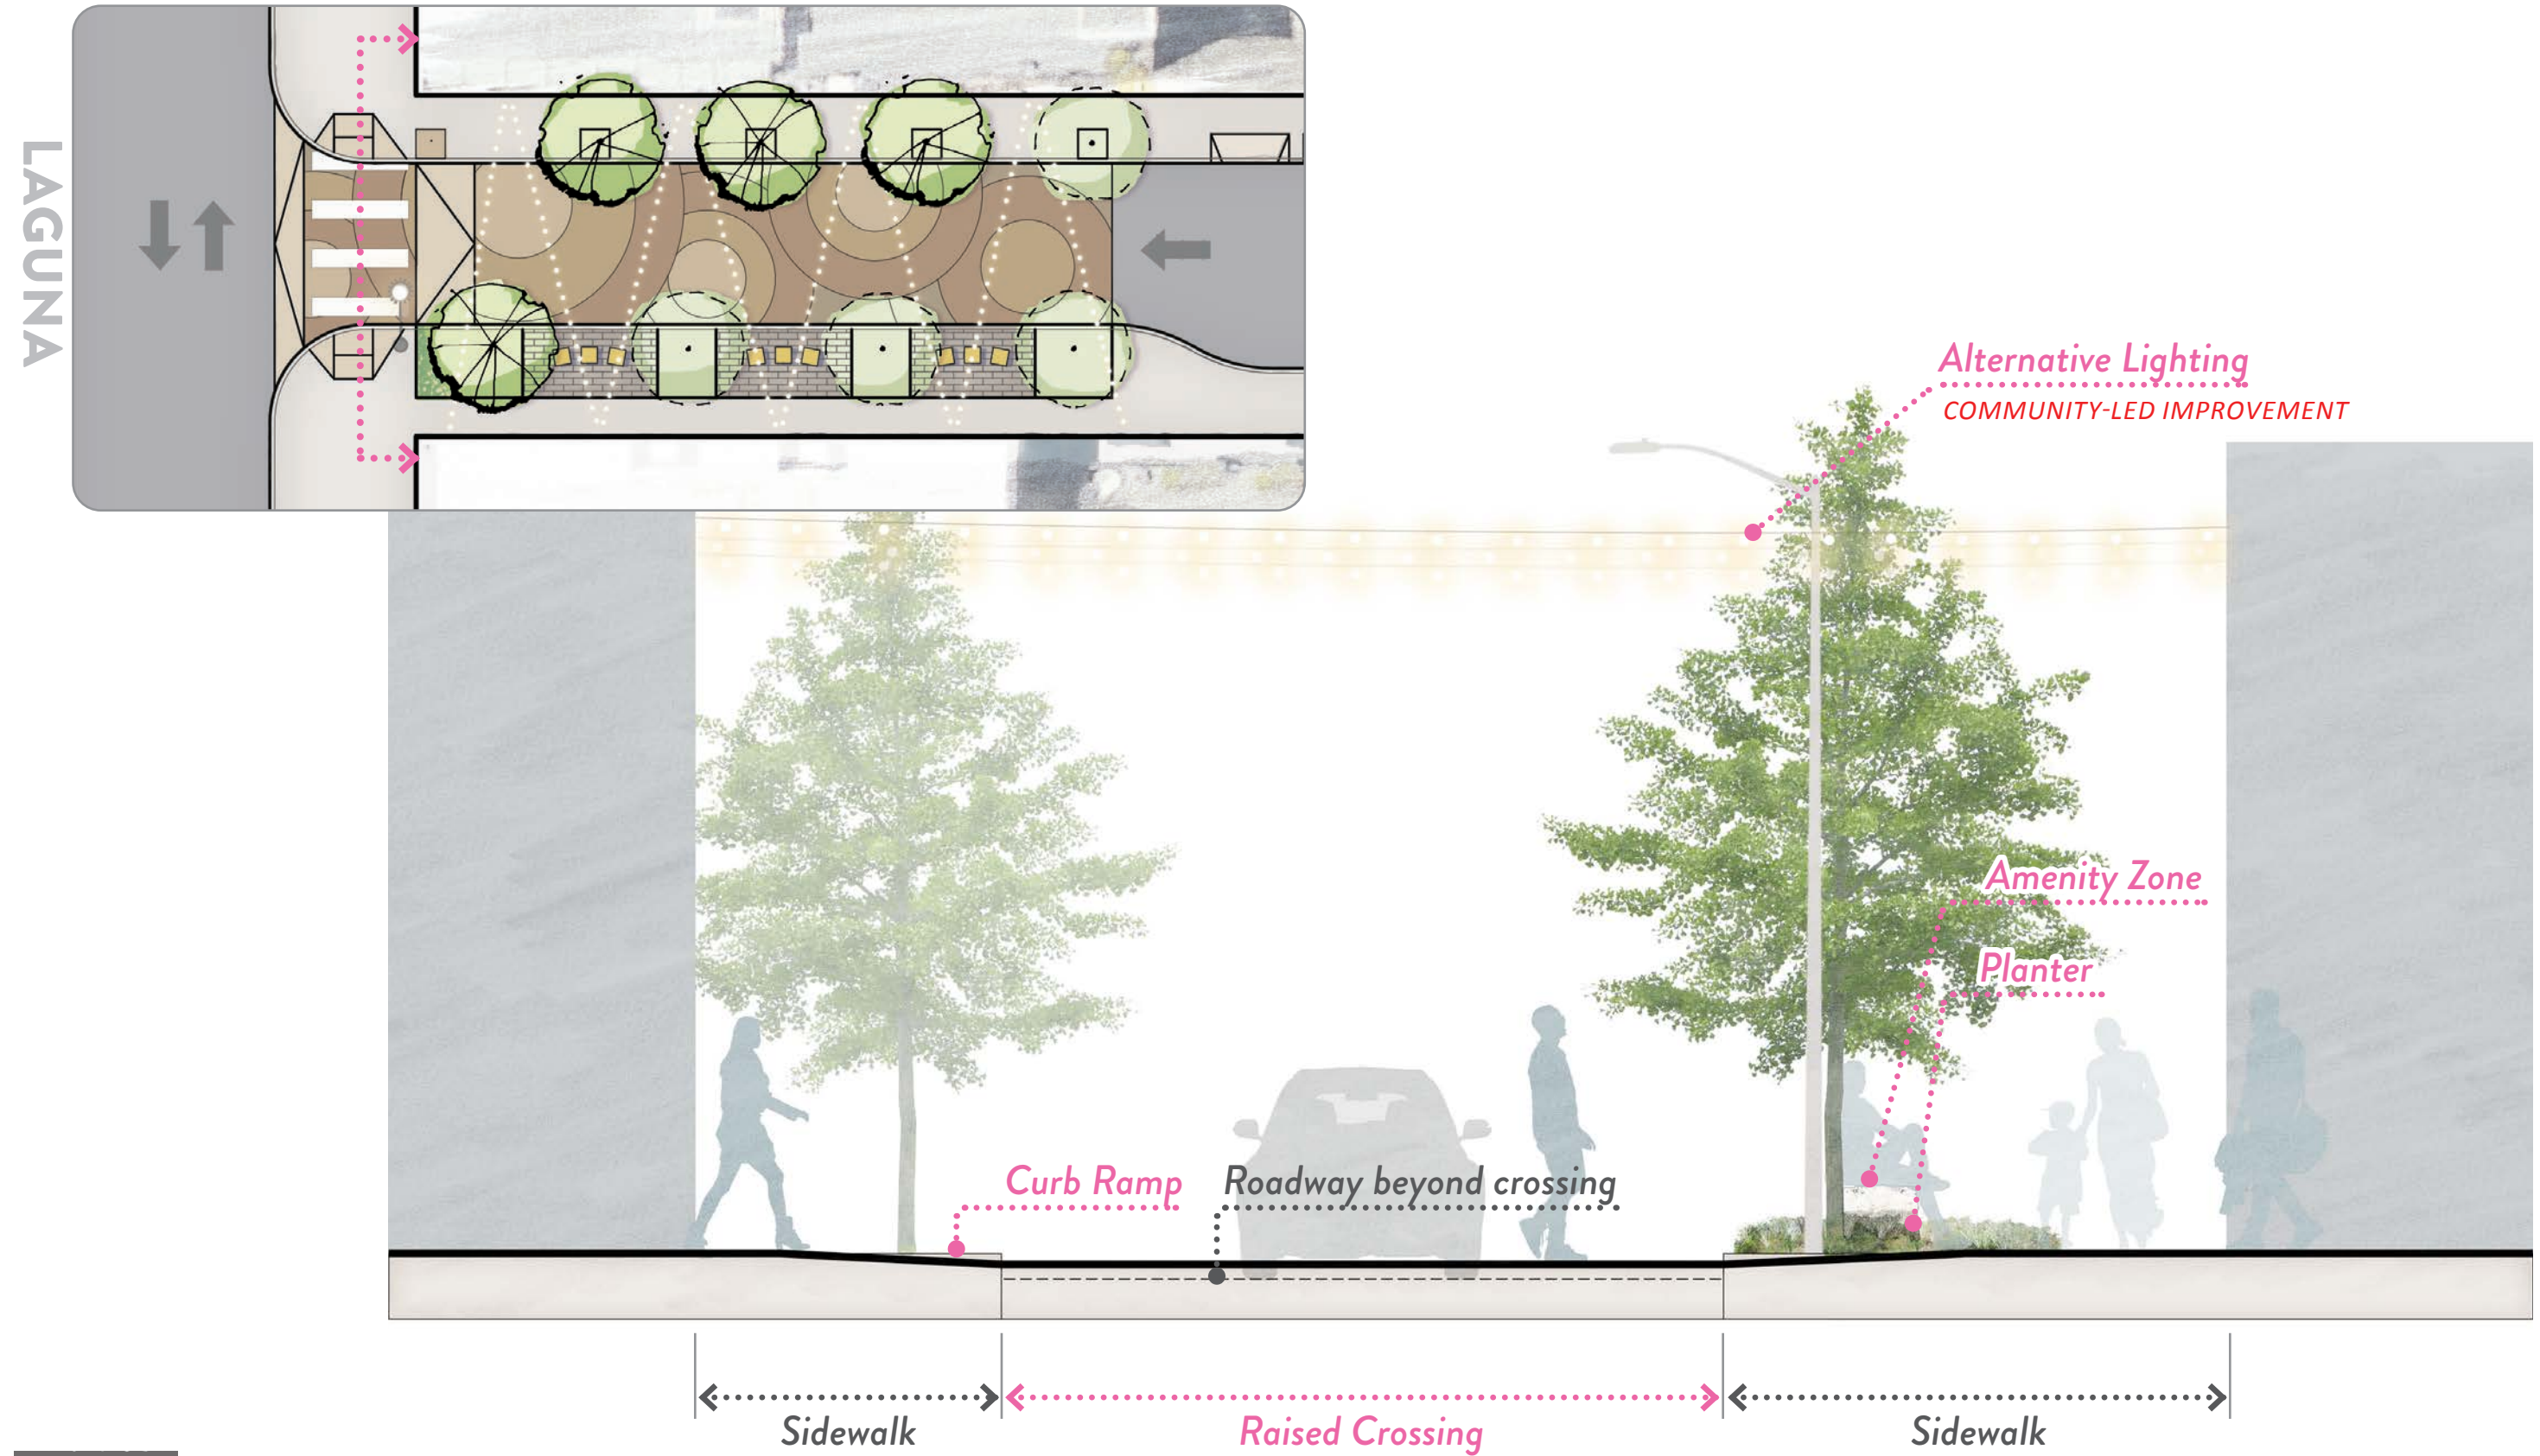 LAGUNA
Alternative Lighting
COMMUNITY-LED IMPROVEMENT
Amenity Zone
Planter
Curb Ramp
Roadway beyond crossing
Sidewalk
Raised Crossing
Sidewalk